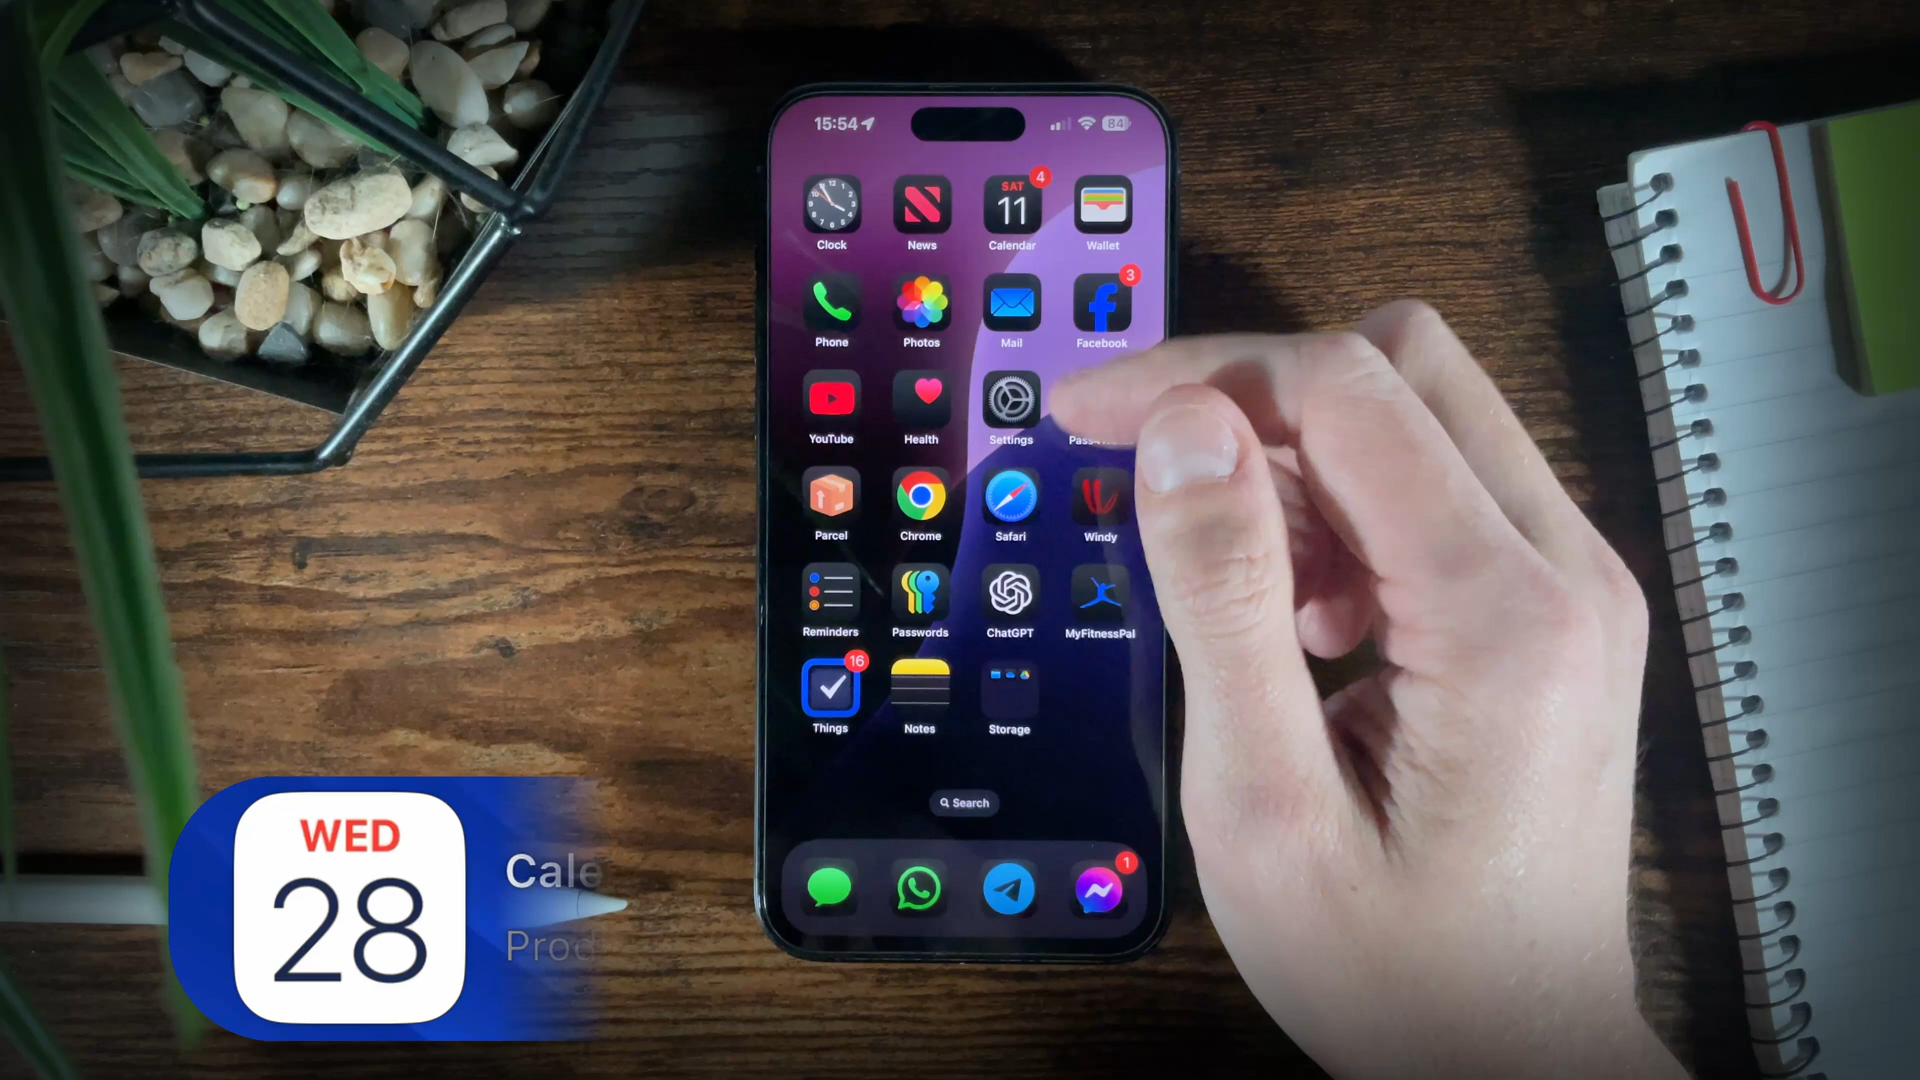 15:54
84
SAT
11
4
Clock
News
Calendar
Wallet
3
Phone
Photos
Mail
Facebook
YouTube
Health
Settings
Parcel
Chrome
Safari
Windy
Reminders
Passwords
ChatGPT
MyFitnessPal
16
Things
Notes
Storage
Search
1
WED
28
Cale
Prod